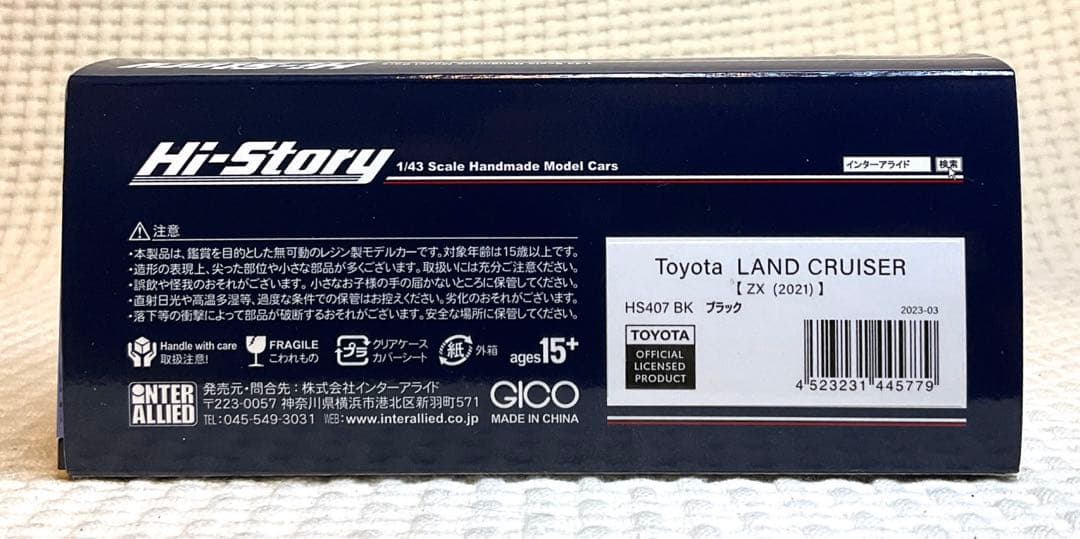 Hi-Story
1/43 Scale Handmade Model Cars
インターアライド 検索
注意
・本製品は、鑑賞を目的とした無可動のレジン製モデルカーです。対象年齢は15歳以上です。
・造形の表現上、尖った部位や小さな部品が多くございます。取扱いには充分ご注意ください。
・誤飲や怪我のおそれがございます。小さなお子様の手の届かないところに保管してください。
・直射日光や高温多湿等、過度な条件での保管はお控えください。劣化のおそれがございます。
・落下等の衝撃によって部品が破断するおそれがございます。安全な場所に保管してください。
Handle with care
取扱注意!
FRAGILE
こわれもの
プラ
クリアケース
カバーシート
紙 外箱
ages15+
INTER
ALLIED
発売元・問合先:株式会社インターアライド
〒223-0057 神奈川県横浜市港北区新羽町571
TEL:045-549-3031 WEB:www.interallied.co.jp
GICO
MADE IN CHINA
Toyota LAND CRUISER
【 ZX (2021) 】
HS407 BK ブラック
2023-03
TOYOTA
OFFICIAL
LICENSED
PRODUCT
4 523231 445779